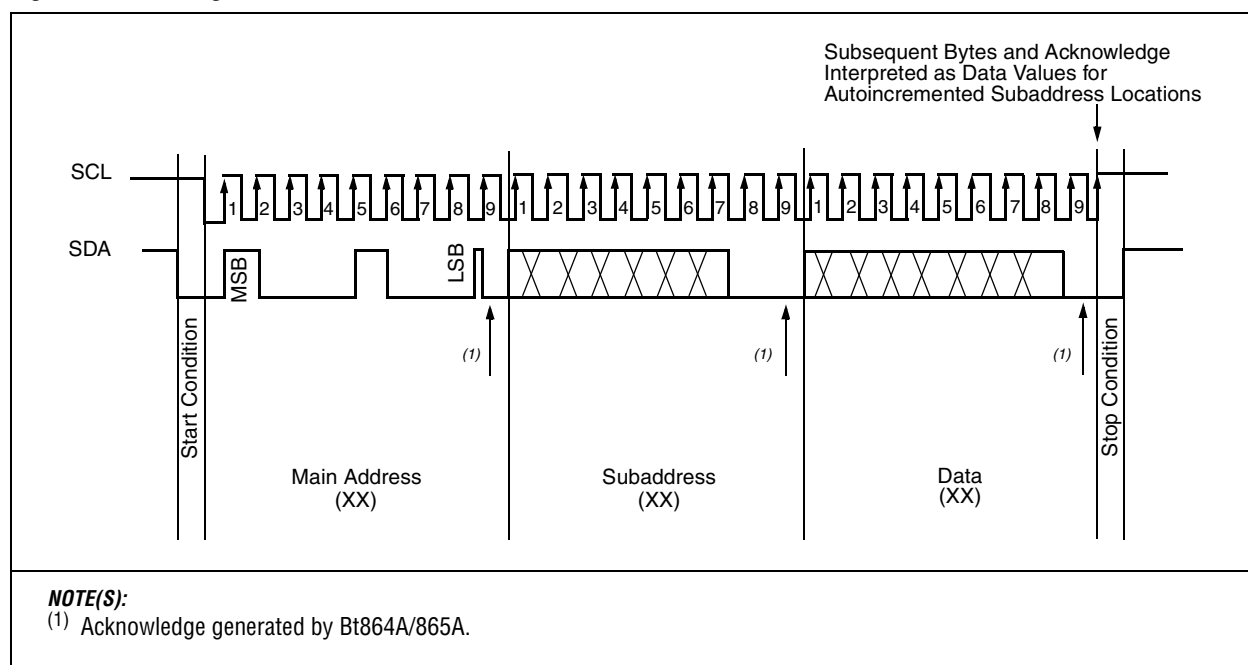 Subsequent Bytes and Acknowledge
Interpreted as Data Values for
Autoincremented Subaddress Locations
SCL
1 2 3 4 5 6 7 8 9 1 2 3 4 5 6 7 8 9 1 2 3 4 5 6 7 8 9
SDA
MSB
LSB
(1) (1) (1)
Start Condition
Stop Condition
Main Address
(XX)
Subaddress
(XX)
Data
(XX)
NOTE(S):
(1) Acknowledge generated by Bt864A/865A.